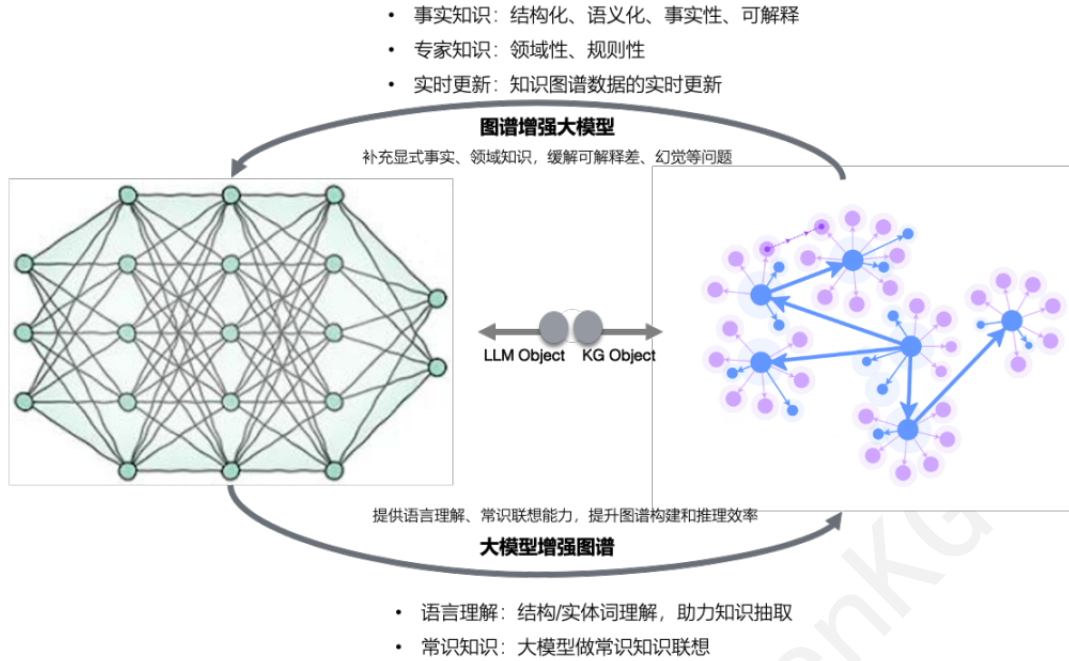 • 事实知识：结构化、语义化、事实性、可解释
• 专家知识：领域性、规则性
• 实时更新：知识图谱数据的实时更新
图谱增强大模型
补充显式事实、领域知识，缓解可解释差、幻觉等问题
LLM Object KG Object
提供语言理解、常识联想能力，提升图谱构建和推理效率
大模型增强图谱
• 语言理解：结构/实体词理解，助力知识抽取
• 常识知识：大模型做常识知识联想
enKG